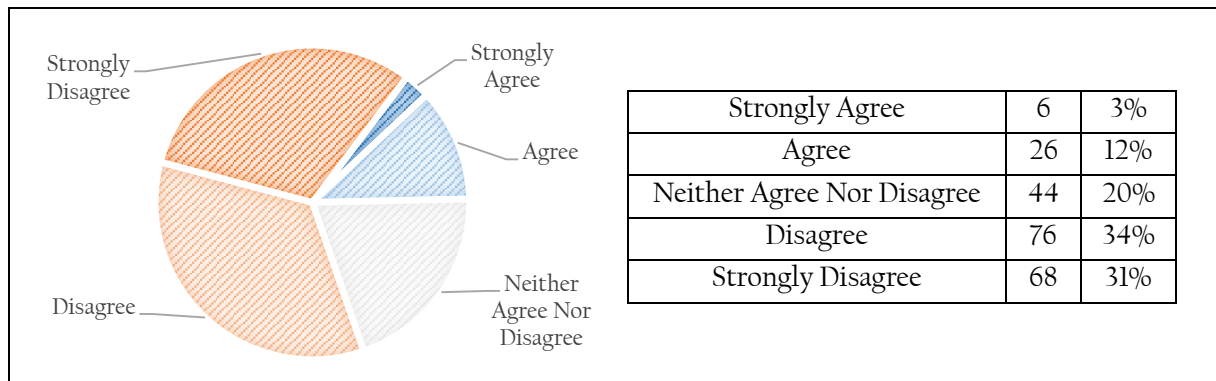 Strongly
Disagree
Strongly
Agree
Agree
Neither
Agree Nor
Disagree
Disagree
Strongly Agree 6 3%
Agree 26 12%
Neither Agree Nor Disagree 44 20%
Disagree 76 34%
Strongly Disagree 68 31%